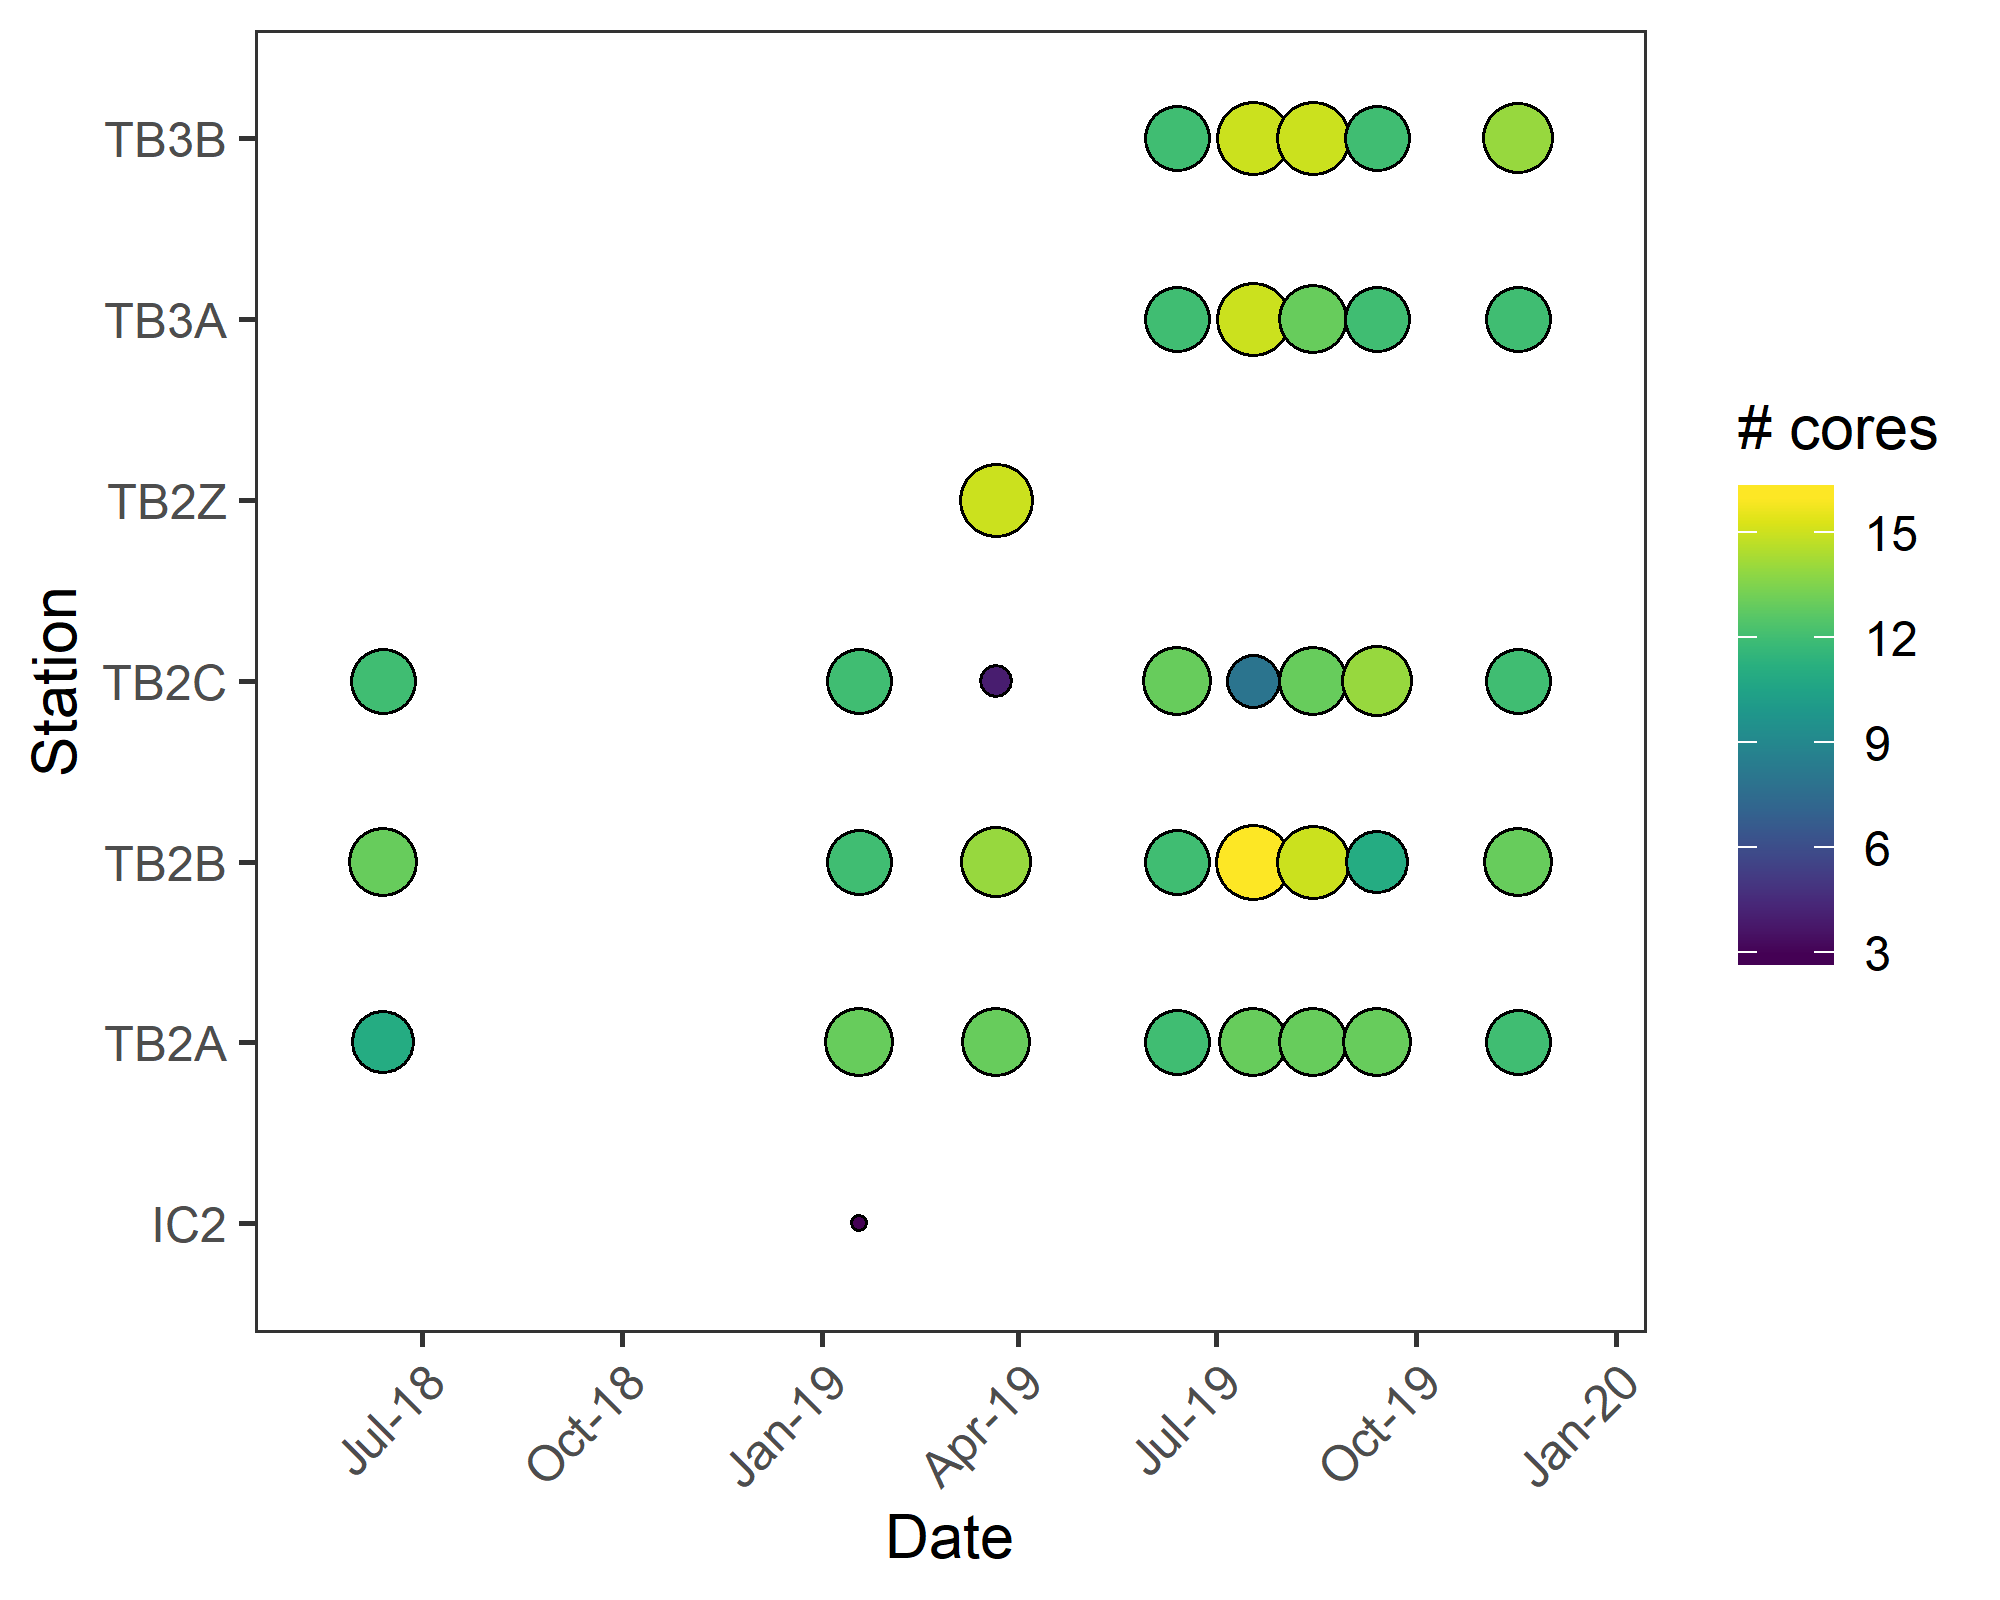 TB3B
TB3A
TB2Z
TB2C
TB2B
TB2A
IC2
Station
Jul-18
Oct-18
Jan-19
Apr-19
Jul-19
Oct-19
Jan-20
Date
# cores
15
12
9
6
3